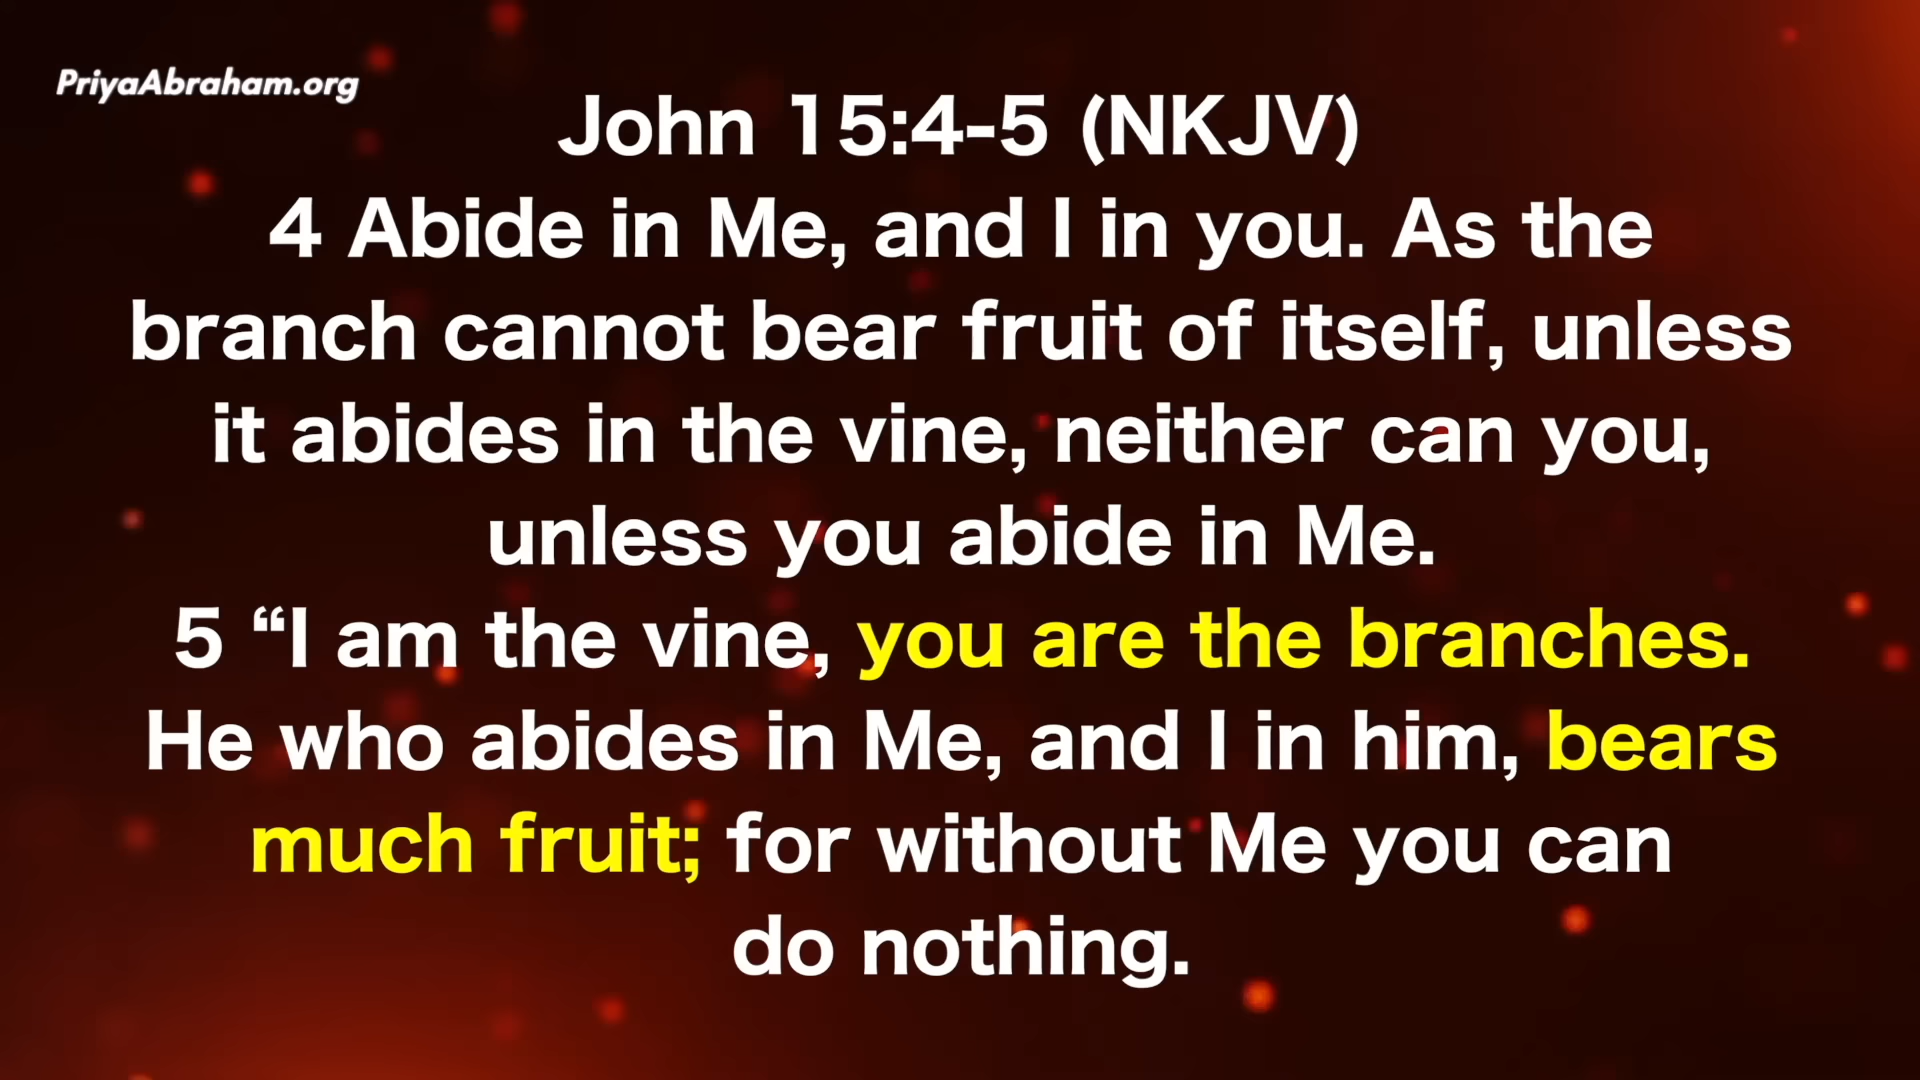 PriyaAbraham.org
John 15:4-5 (NKJV)
4 Abide in Me, and I in you. As the
branch cannot bear fruit of itself, unless
it abides in the vine, neither can you,
unless you abide in Me.
5 “I am the vine, you are the branches.
He who abides in Me, and I in him, bears
much fruit; for without Me you can
do nothing.